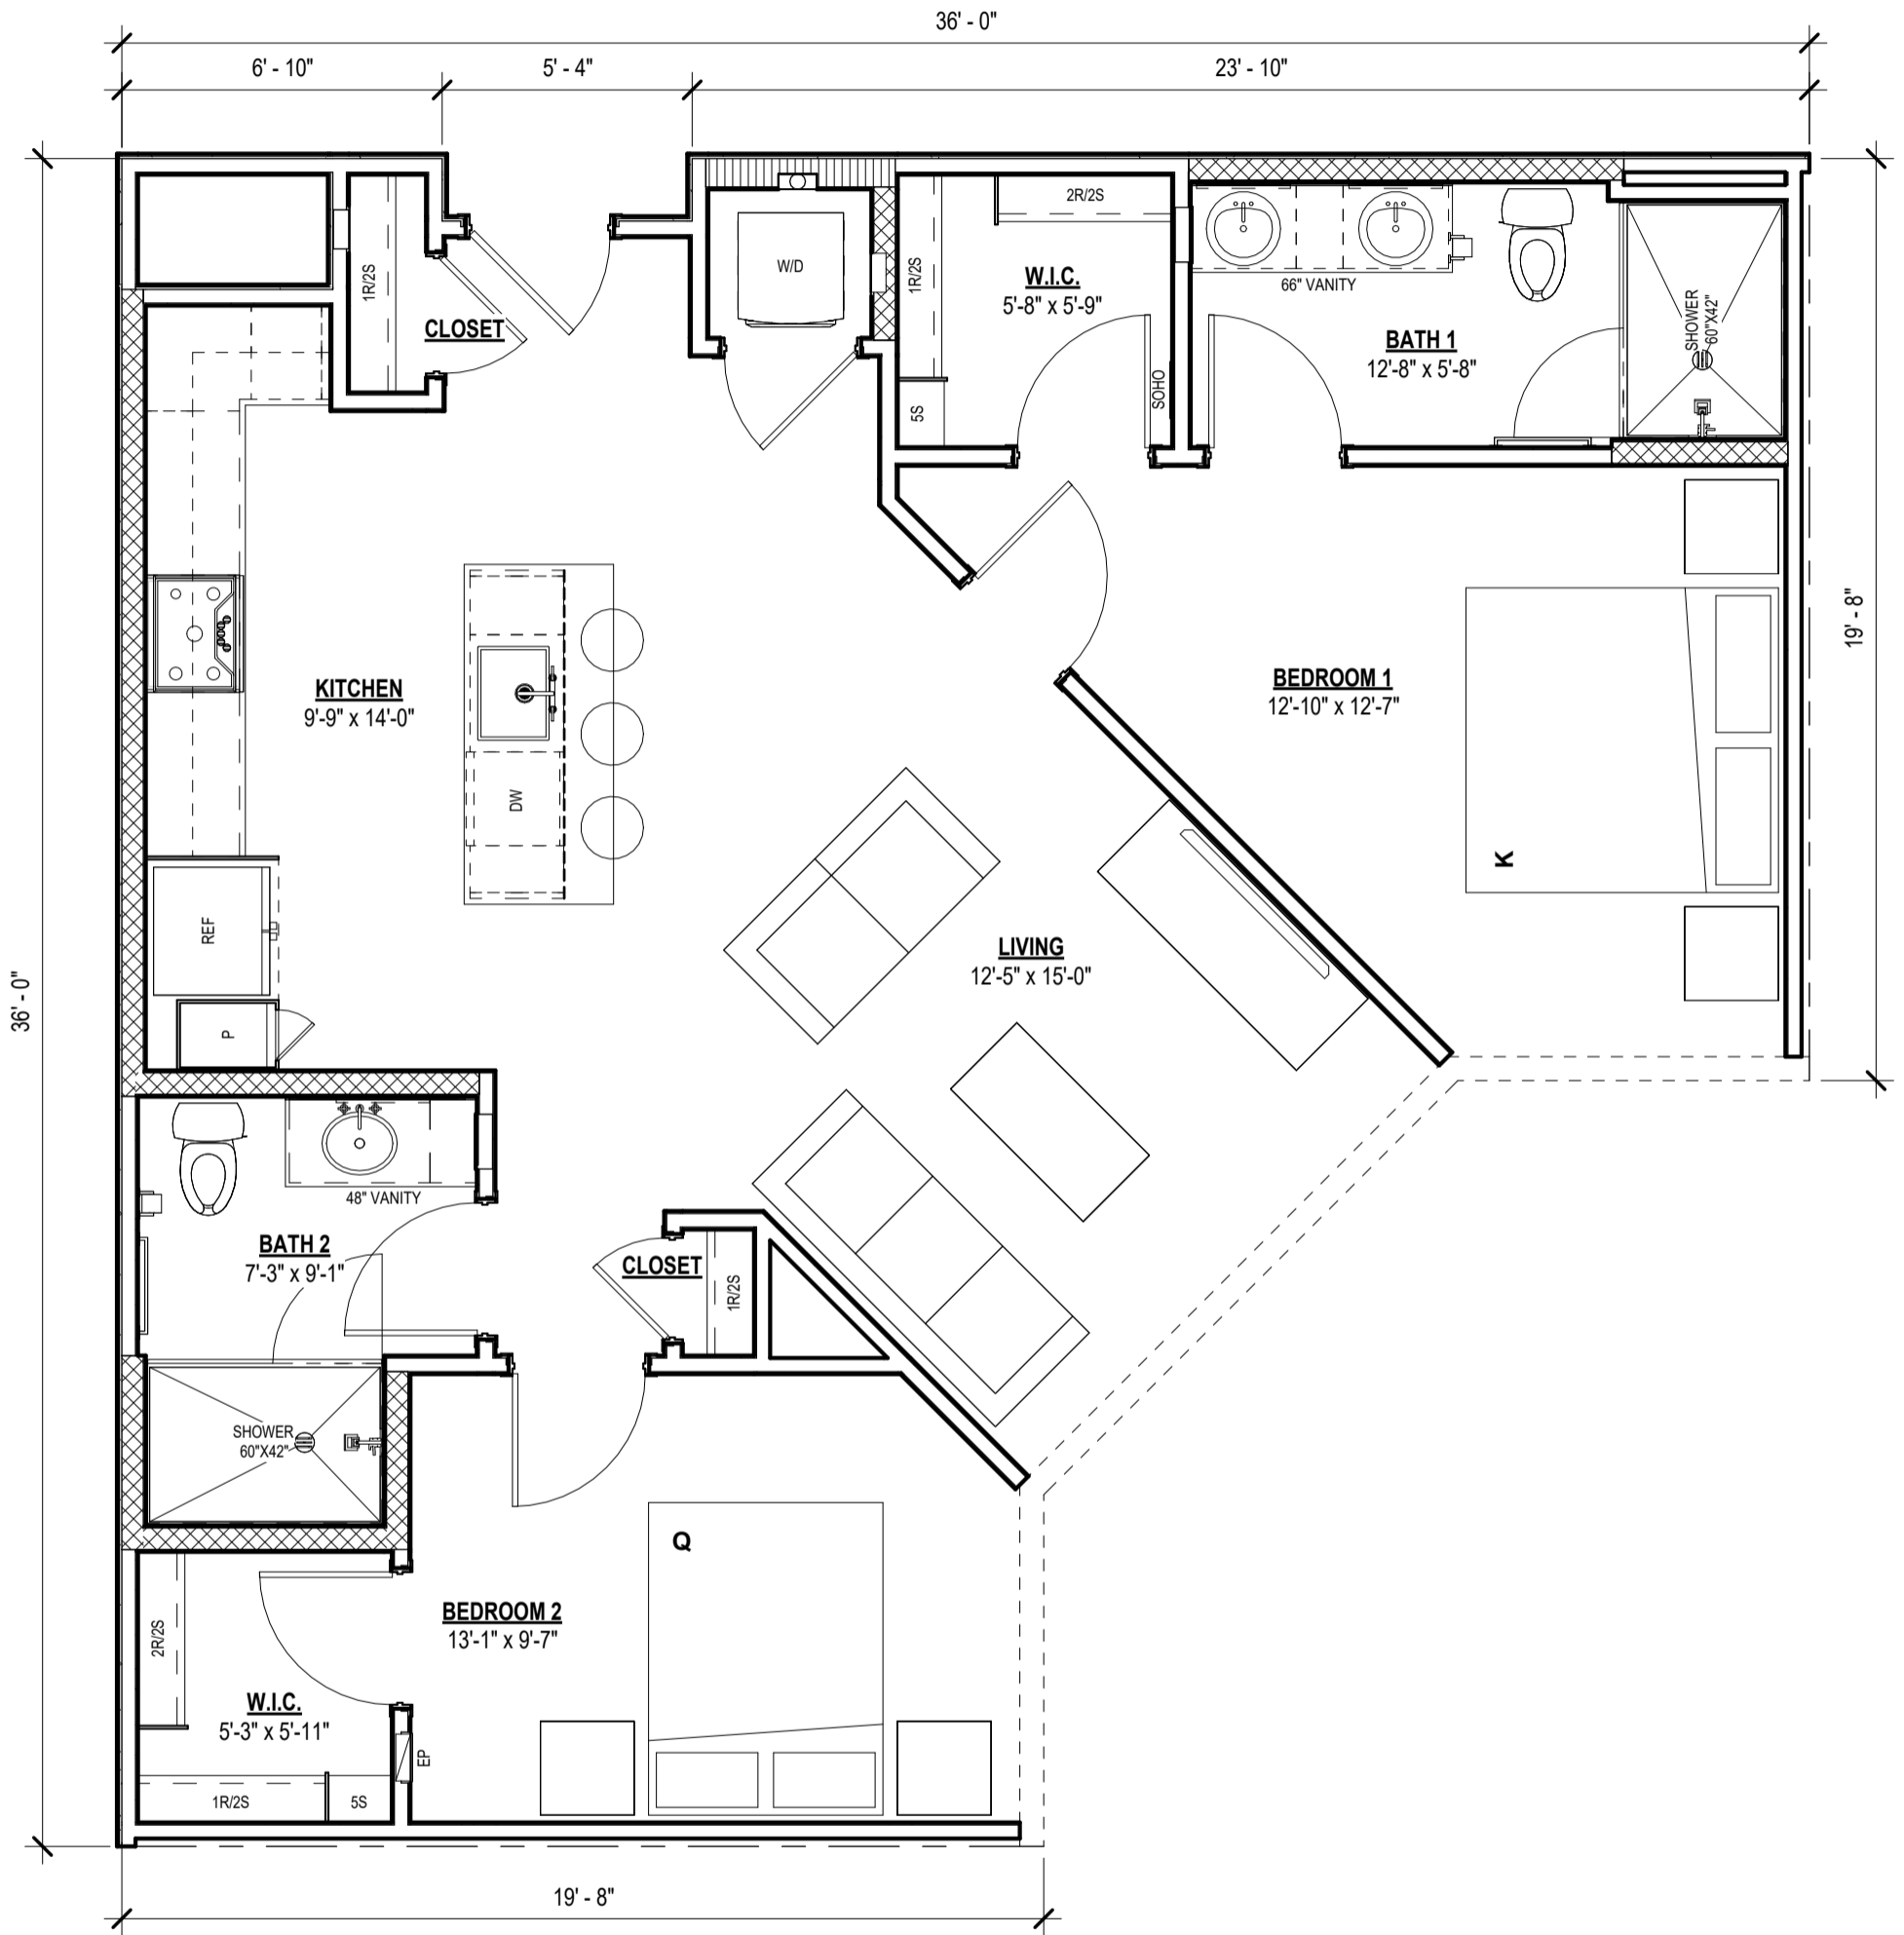 36' - 0"
6' - 10"
5' - 4"
23' - 10"
2R/2S
W/D
1R/2S
1R/2S
W.I.C.
5'-8" x 5'-9"
66" VANITY
SHOWER
60"X42"
CLOSET
BATH 1
12'-8" x 5'-8"
SOHO
5S
19' - 8"
KITCHEN
9'-9" x 14'-0"
BEDROOM 1
12'-10" x 12'-7"
DW
K
REF
LIVING
12'-5" x 15'-0"
36' - 0"
P
48" VANITY
BATH 2
7'-3" x 9'-1"
CLOSET
1R/2S
SHOWER
60"X42"
Q
BEDROOM 2
13'-1" x 9'-7"
2R/2S
W.I.C.
5'-3" x 5'-11"
EP
1R/2S
5S
19' - 8"